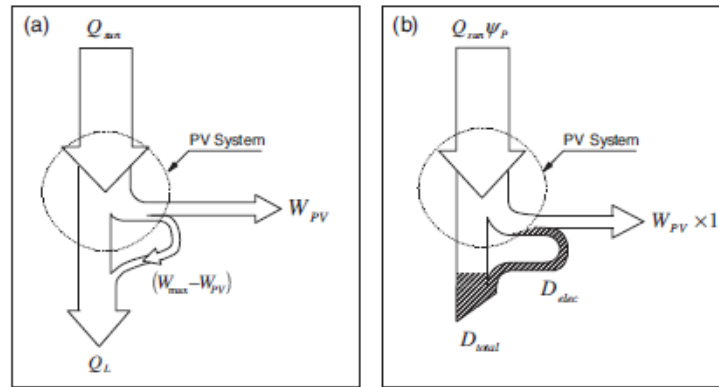 (a)
Q_sun
PV System
W_PV
(W_max−W_PV)
Q_L
(b)
Q_sun ψ_P
PV System
W_PV ×1
D_elec
D_total